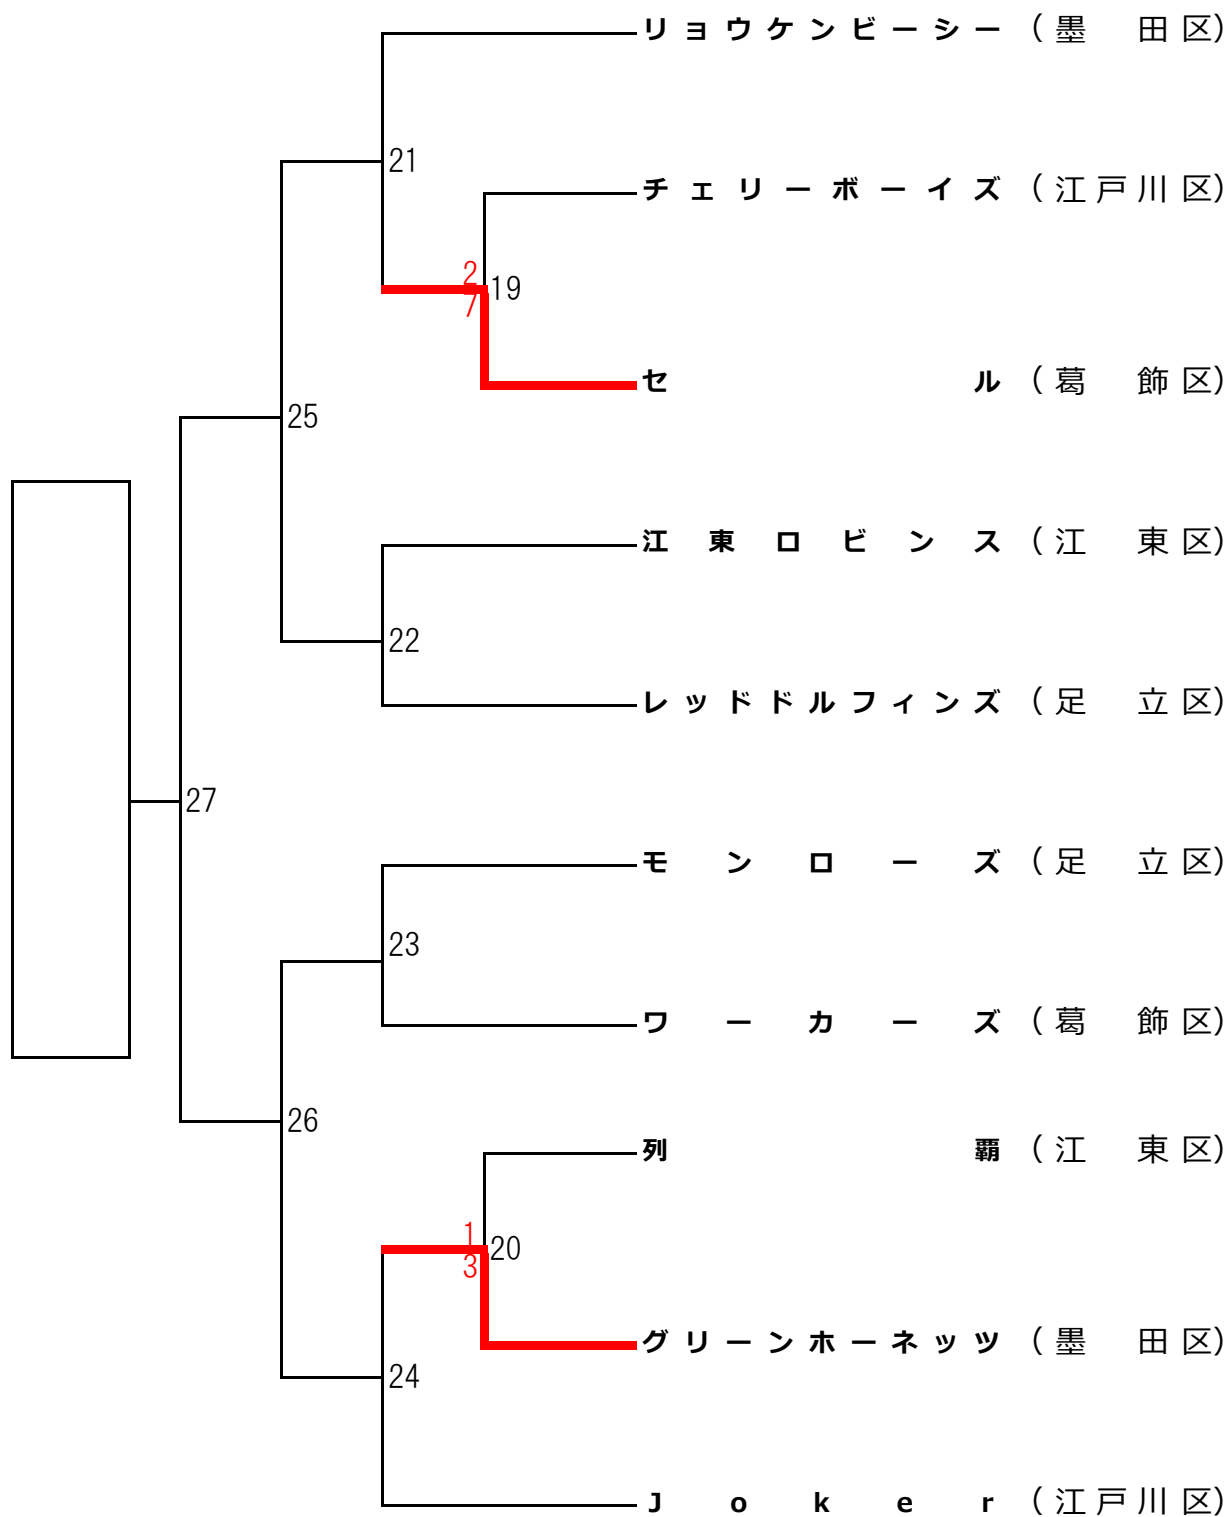 リョウケンビーシー (墨田区)
21
チェリーボーイズ (江戸川区)
2
19
7
セル (葛飾区)
25
江東ロビンス (江東区)
22
レッドドルフィンズ (足立区)
27
モンローズ (足立区)
23
ワーカーズ (葛飾区)
26
列覇 (江東区)
1
20
3
グリーンホーネッツ (墨田区)
24
Joker (江戸川区)